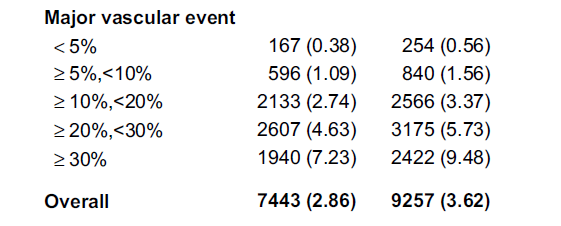 Major vascular event
< 5% 167 (0.38) 254 (0.56)
≥ 5%,<10% 596 (1.09) 840 (1.56)
≥ 10%,<20% 2133 (2.74) 2566 (3.37)
≥ 20%,<30% 2607 (4.63) 3175 (5.73)
≥ 30% 1940 (7.23) 2422 (9.48)
Overall 7443 (2.86) 9257 (3.62)